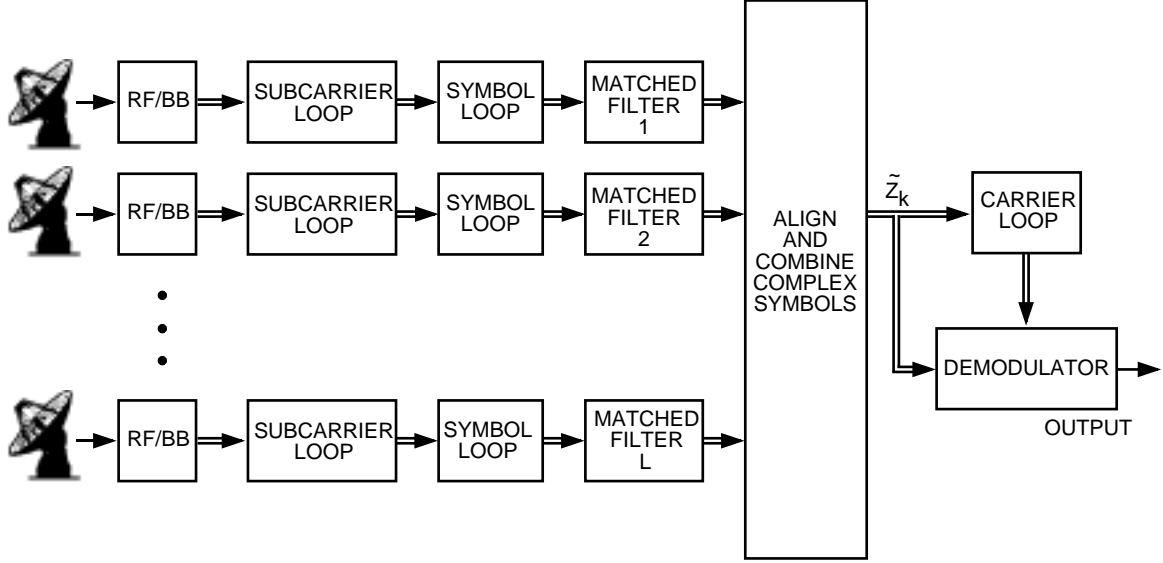 RF/BB
SUBCARRIER
LOOP
SYMBOL
LOOP
MATCHED
FILTER
1
RF/BB
SUBCARRIER
LOOP
SYMBOL
LOOP
MATCHED
FILTER
2
RF/BB
SUBCARRIER
LOOP
SYMBOL
LOOP
MATCHED
FILTER
L
ALIGN
AND
COMBINE
COMPLEX
SYMBOLS
Z̃k
CARRIER
LOOP
DEMODULATOR
OUTPUT